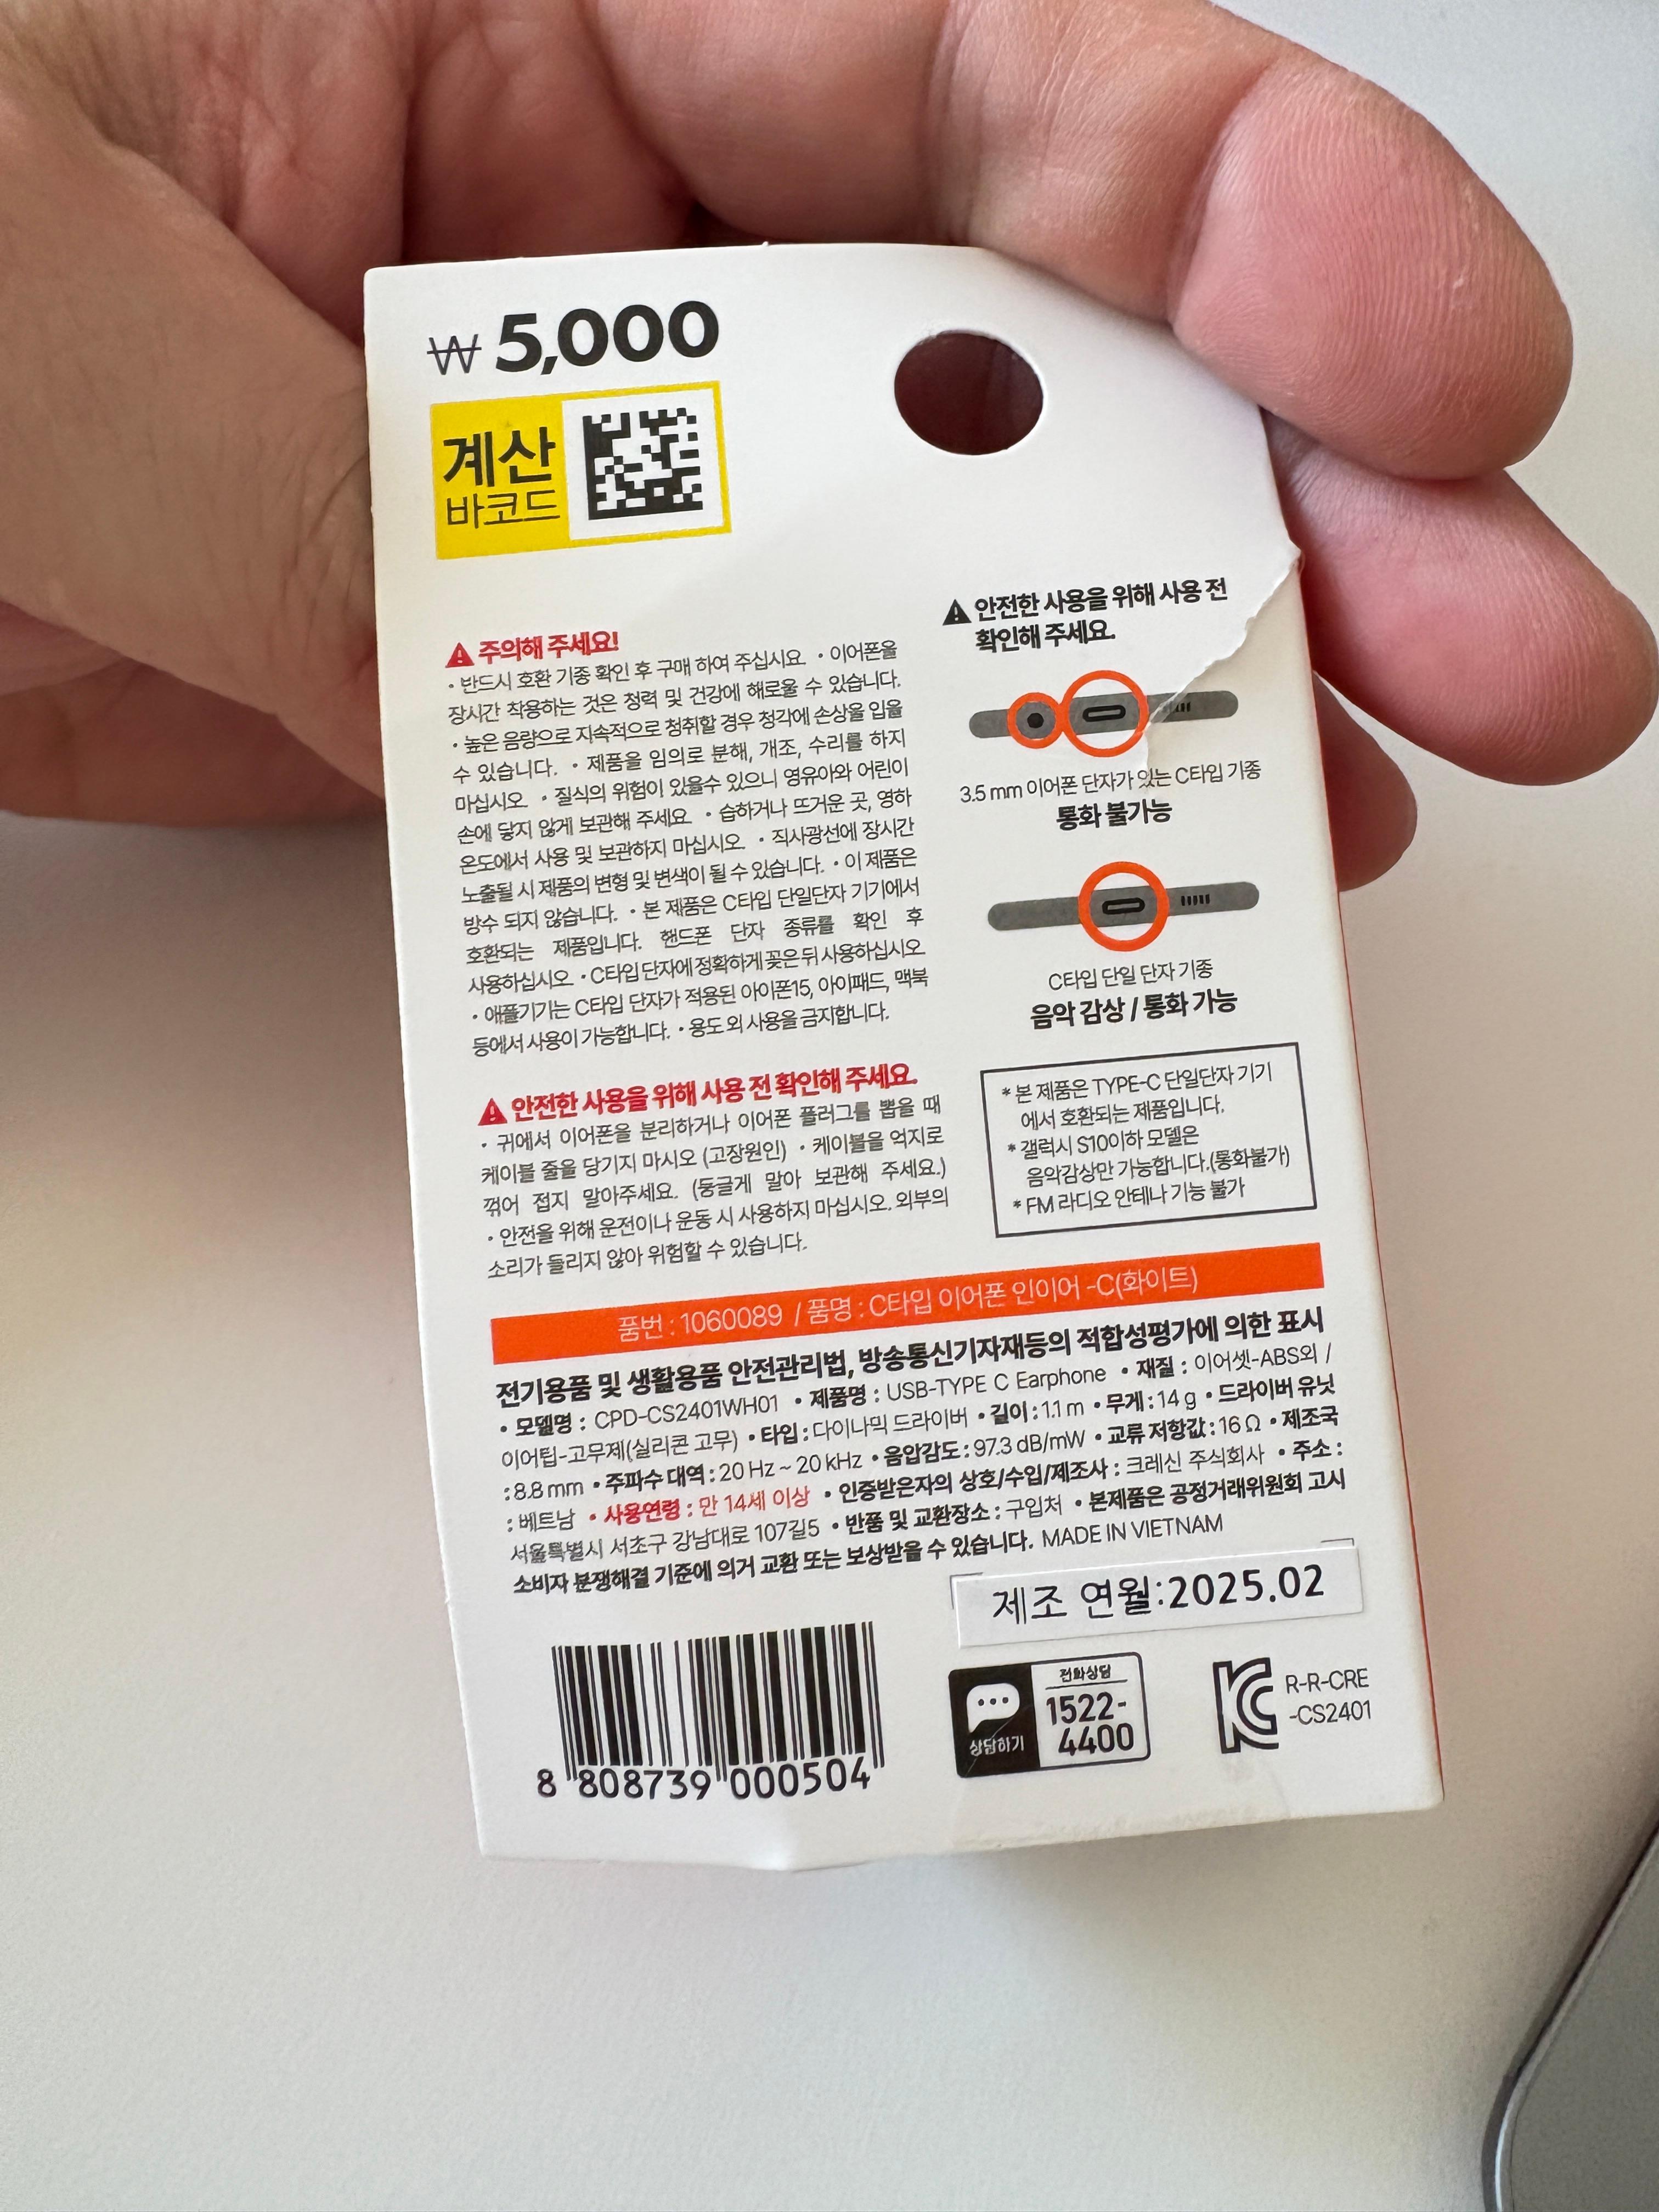 ₩ 5,000
계산
바코드
주의해 주세요!
• 반드시 호환 기종 확인 후 구매 하여 주십시요. • 이어폰을
장시간 착용하는 것은 청력 및 건강에 해로울 수 있습니다.
• 높은 음량으로 지속적으로 청취할 경우 청각에 손상을 입을
수 있습니다. • 제품을 임의로 분해, 개조, 수리를 하지
마십시오. • 질식의 위험이 있을수 있으니 영유아와 어린이
손에 닿지 않게 보관해 주세요. • 습하거나 뜨거운 곳, 영하
온도에서 사용 및 보관하지 마십시오. • 직사광선에 장시간
노출될 시 제품의 변형 및 변색이 될 수 있습니다. • 이 제품은
방수 되지 않습니다. • 본 제품은 C타입 단일단자 기기에서
호환되는 제품입니다. 핸드폰 단자 종류를 확인 후
사용하십시오. • C타입 단자에 정확하게 꽂은 뒤 사용하십시오.
• 애플기기는 C타입 단자가 적용된 아이폰15, 아이패드, 맥북
등에서 사용이 가능합니다. • 용도 외 사용을 금지합니다.
안전한 사용을 위해 사용 전 확인해 주세요.
• 귀에서 이어폰을 분리하거나 이어폰 플러그를 뽑을 때
케이블 줄을 당기지 마시오 (고장원인) • 케이블을 억지로
꺾어 접지 말아주세요. (둥글게 말아 보관해 주세요.)
• 안전을 위해 운전이나 운동 시 사용하지 마십시오. 외부의
소리가 들리지 않아 위험할 수 있습니다.
안전한 사용을 위해 사용 전
확인해 주세요.
3.5 mm 이어폰 단자가 있는 C타입 기종
통화 불가능
C타입 단일 단자 기종
음악 감상 / 통화 가능
* 본 제품은 TYPE-C 단일단자 기기
에서 호환되는 제품입니다.
* 갤럭시 S10이하 모델은
음악감상만 가능합니다.(통화불가)
* FM 라디오 안테나 기능 불가
품번 : 1060089 / 품명 : C타입 이어폰 인이어 -C(화이트)
전기용품 및 생활용품 안전관리법, 방송통신기자재등의 적합성평가에 의한 표시
• 모델명 : CPD-CS2401WH01 • 제품명 : USB-TYPE C Earphone • 재질 : 이어셋-ABS외 /
이어팁-고무제(실리콘 고무) • 타입 : 다이나믹 드라이버 • 길이 : 1.1 m • 무게 : 14 g • 드라이버 유닛
: 8.8 mm • 주파수 대역 : 20 Hz ~ 20 kHz • 음압감도 : 97.3 dB/mW • 교류 저항값 : 16 Ω • 제조국
: 베트남 • 사용연령 : 만 14세 이상 • 인증받은자의 상호/수입/제조사 : 크레신 주식회사 • 주소 :
서울특별시 서초구 강남대로 107길5 • 반품 및 교환장소 : 구입처 • 본제품은 공정거래위원회 고시
소비자 분쟁해결 기준에 의거 교환 또는 보상받을 수 있습니다. MADE IN VIETNAM
제조 연월:2025.02
8 808739 000504
상담하기
전화상담
1522-
4400
R-R-CRE
-CS2401